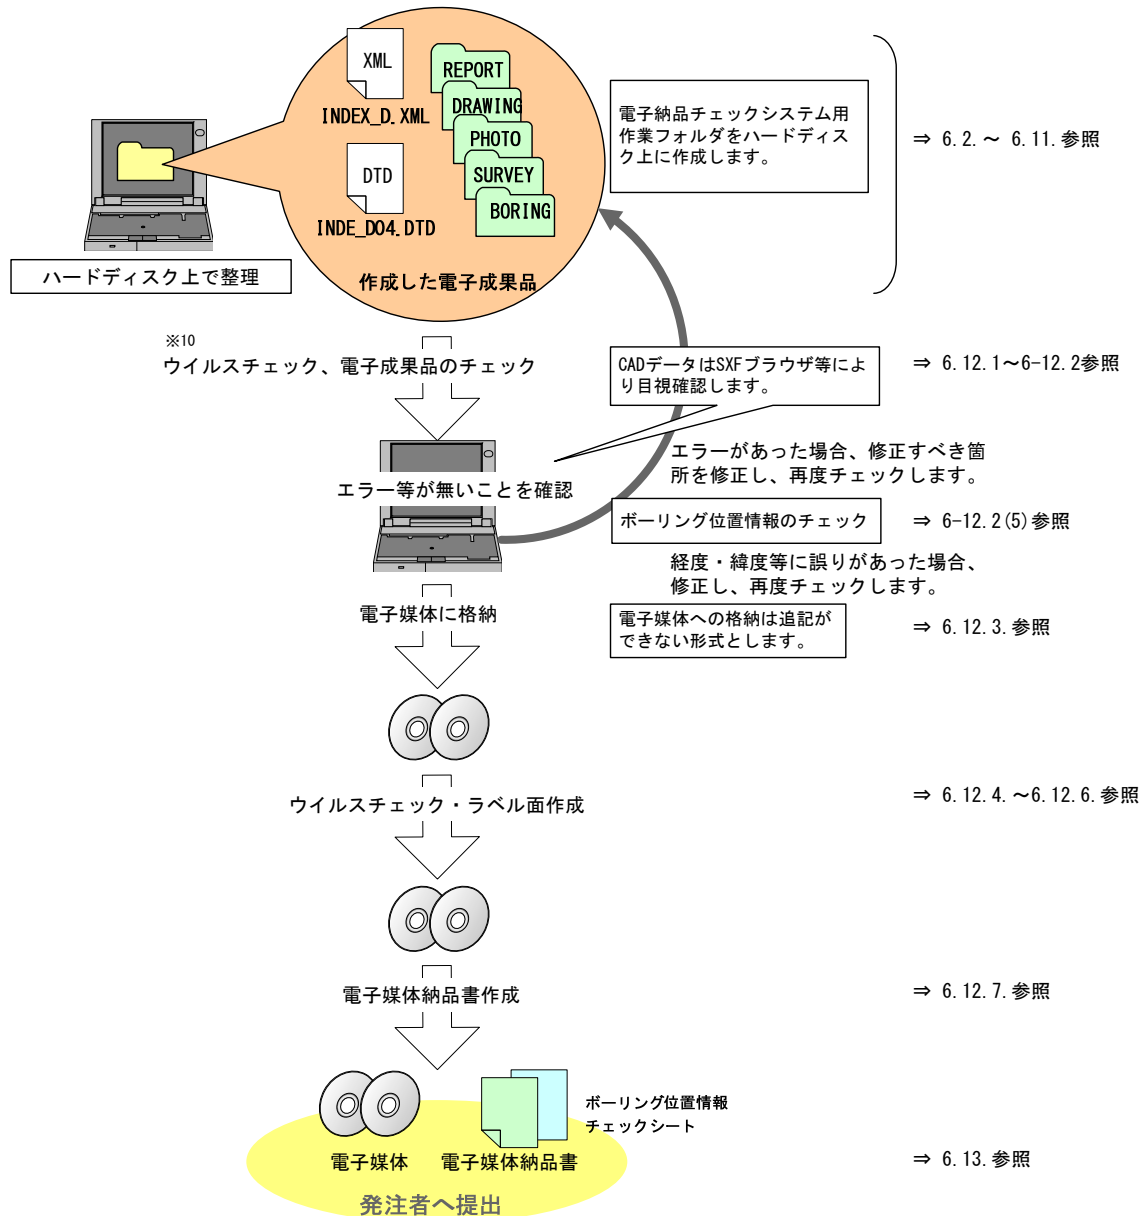 XML
INDEX_D.XML
DTD
INDE_D04.DTD
REPORT
DRAWING
PHOTO
SURVEY
BORING
作成した電子成果品
ハードディスク上で整理
電子納品チェックシステム用
作業フォルダをハードディス
ク上に作成します。
⇒ 6.2.～ 6.11.参照
※10
ウイルスチェック、電子成果品のチェック
CADデータはSXFブラウザ等によ
り目視確認します。
⇒ 6.12.1～6-12.2参照
エラーがあった場合、修正すべき箇
所を修正し、再度チェックします。
エラー等が無いことを確認
ボーリング位置情報のチェック
⇒ 6-12.2(5)参照
経度・緯度等に誤りがあった場合、
修正し、再度チェックします。
電子媒体に格納
電子媒体への格納は追記が
できない形式とします。
⇒ 6.12.3.参照
ウイルスチェック・ラベル面作成
⇒ 6.12.4.～6.12.6.参照
電子媒体納品書作成
⇒ 6.12.7.参照
ボーリング位置情報
チェックシート
電子媒体
電子媒体納品書
⇒ 6.13.参照
発注者へ提出